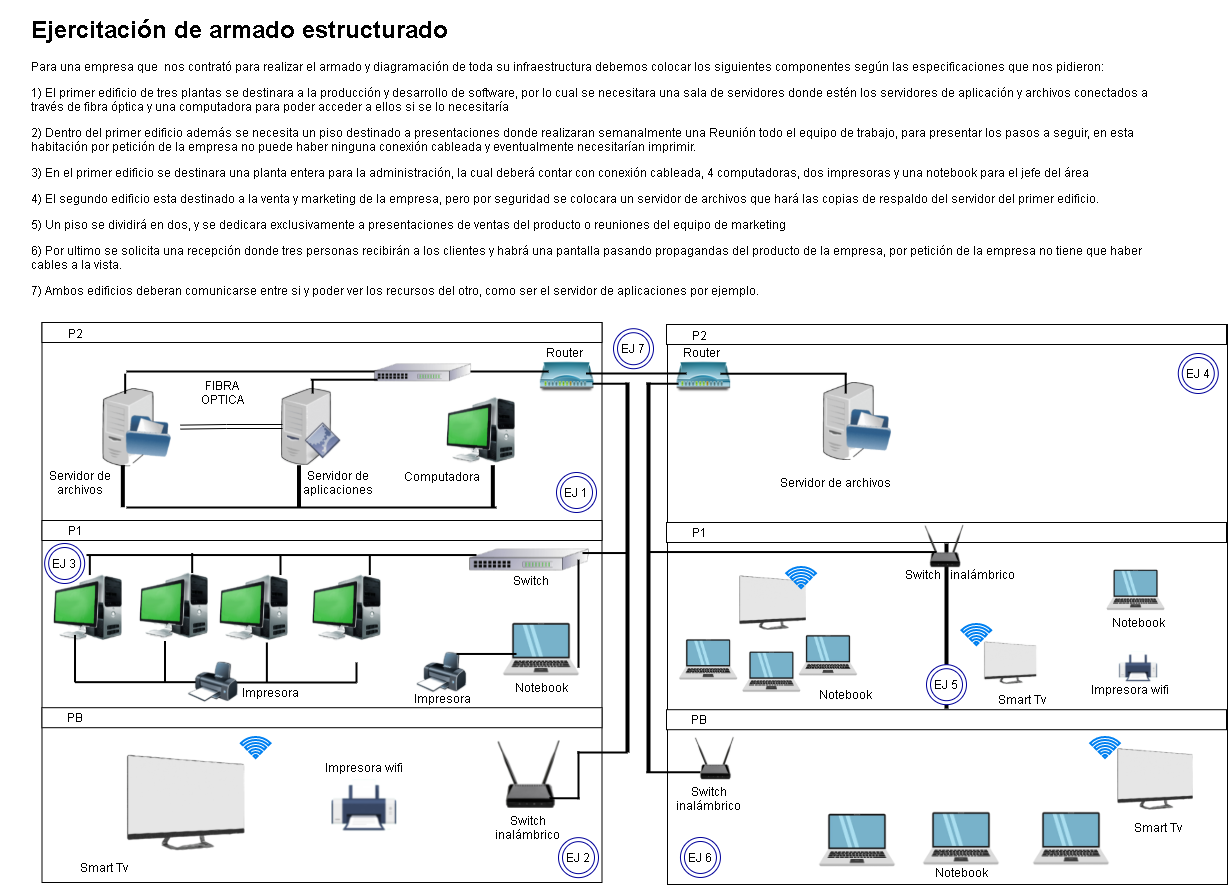 Ejercitación de armado estructurado
Para una empresa que  nos contrató para realizar el armado y diagramación de toda su infraestructura debemos colocar los siguientes componentes según las especificaciones que nos pidieron:
1) El primer edificio de tres plantas se destinara a la producción y desarrollo de software, por lo cual se necesitara una sala de servidores donde estén los servidores de aplicación y archivos conectados a
través de fibra óptica y una computadora para poder acceder a ellos si se lo necesitaría
2) Dentro del primer edificio además se necesita un piso destinado a presentaciones donde realizaran semanalmente una Reunión todo el equipo de trabajo, para presentar los pasos a seguir, en esta
habitación por petición de la empresa no puede haber ninguna conexión cableada y eventualmente necesitarían imprimir.
3) En el primer edificio se destinara una planta entera para la administración, la cual deberá contar con conexión cableada, 4 computadoras, dos impresoras y una notebook para el jefe del área
4) El segundo edificio esta destinado a la venta y marketing de la empresa, pero por seguridad se colocara un servidor de archivos que hará las copias de respaldo del servidor del primer edificio.
5) Un piso se dividirá en dos, y se dedicara exclusivamente a presentaciones de ventas del producto o reuniones del equipo de marketing
6) Por ultimo se solicita una recepción donde tres personas recibirán a los clientes y habrá una pantalla pasando propagandas del producto de la empresa, por petición de la empresa no tiene que haber
cables a la vista.
7) Ambos edificios deberan comunicarse entre si y poder ver los recursos del otro, como ser el servidor de aplicaciones por ejemplo.
P2
Router
FIBRA
OPTICA
Servidor de
archivos
Servidor de
aplicaciones
Computadora
EJ 1
EJ 7
P2
Router
EJ 4
Servidor de archivos
P1
EJ 3
Switch
Impresora
Impresora
Notebook
P1
Switch inalámbrico
Notebook
Notebook
EJ 5
Smart Tv
Impresora wifi
PB
Impresora wifi
Smart Tv
Switch
inalámbrico
EJ 2
PB
Switch
inalámbrico
Smart Tv
EJ 6
Notebook